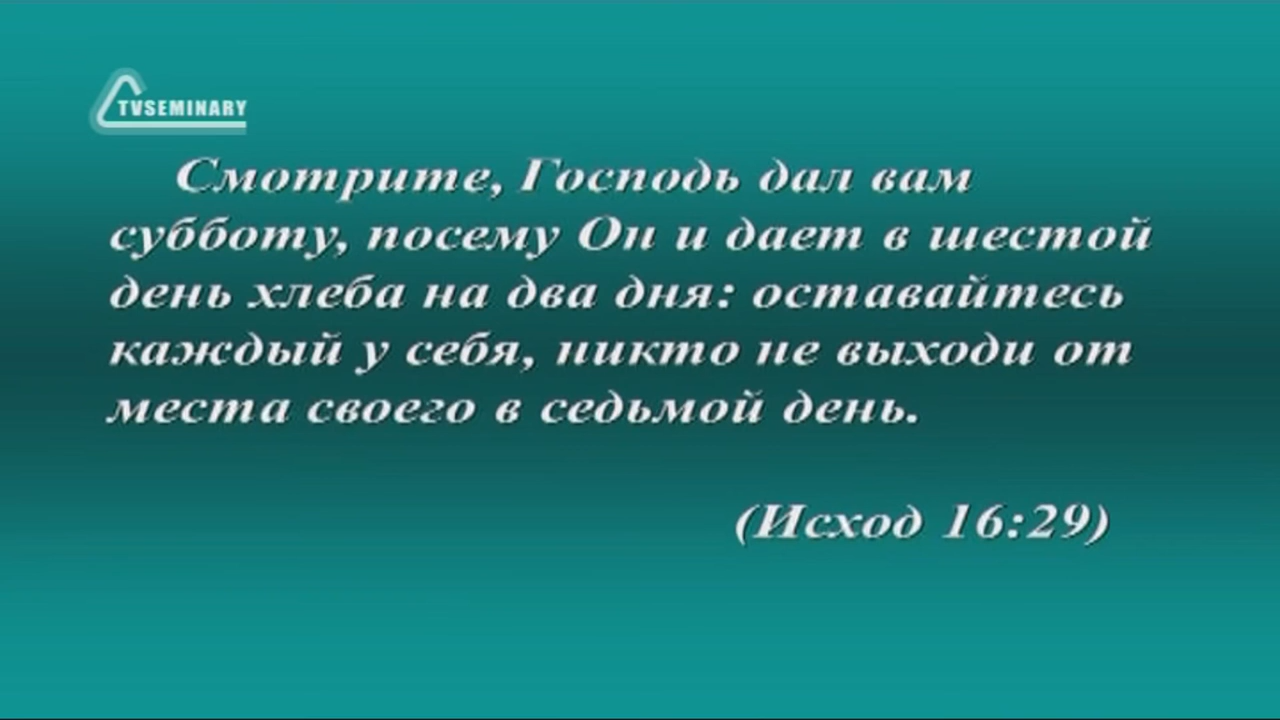 TVSEMINARY
Смотрите, Господь дал вам
субботу, посему Он и дает в шестой
день хлеба на два дня: оставайтесь
каждый у себя, никто не выходи от
места своего в седьмой день.
(Исход 16:29)